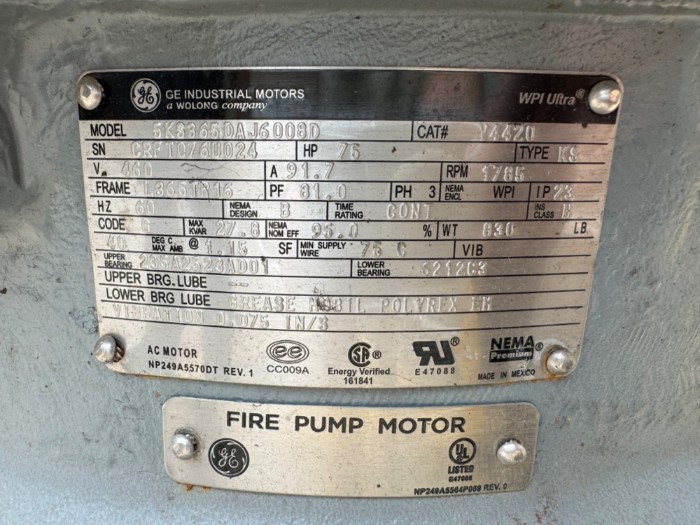 GE INDUSTRIAL MOTORS
a WOLONG company
WPI Ultra®
MODEL 5KS365DAJ6008D CAT# V4420
SN HP 75 TYPE KS
V. 460 A 91.7 RPM 1785
FRAME PF 81.0 PH 3 NEMA ENCL WPI IP 23
HZ 60 NEMA DESIGN B TIME RATING CONT INS CLASS
CODE G MAX KVAR 27.8 NEMA NOM EFF 95.0 % WT 830 LB
40 DEG C MAX AMB @ 1.15 SF MIN SUPPLY WIRE 75 C VIB
UPPER BEARING LOWER BEARING 6212C3
UPPER BRG.LUBE
LOWER BRG LUBE GREASE MOBIL POLYREX EM
VIBRATION 0.075 IN/S
AC MOTOR
NP249A5570DT REV. 1
ee
CC009A
SA
Energy Verified
161841
RU
E47088
NEMA
Premium
MADE IN MEXICO
FIRE PUMP MOTOR
GE
UL
LISTED
E47088
NP249A5564P009 REV. 0